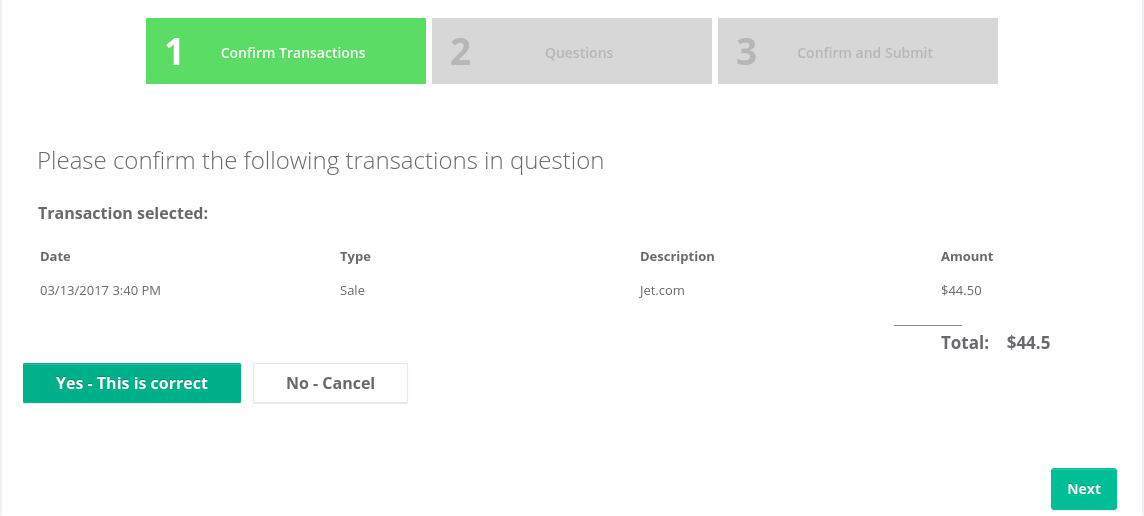 1 Confirm Transactions 2 Questions 3 Confirm and Submit
Please confirm the following transactions in question
Transaction selected:
Date Type Description Amount
03/13/2017 3:40 PM Sale Jet.com $44.50
Total: $44.5
Yes - This is correct No - Cancel
Next